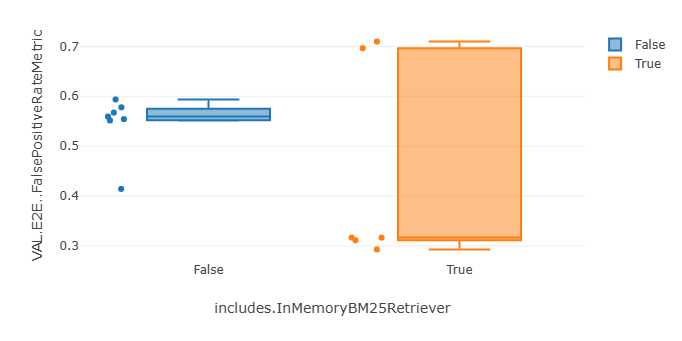 VAL.E2E..FalsePositiveRateMetric
0.7
0.6
0.5
0.4
0.3
False
True
includes.InMemoryBM25Retriever
False
True